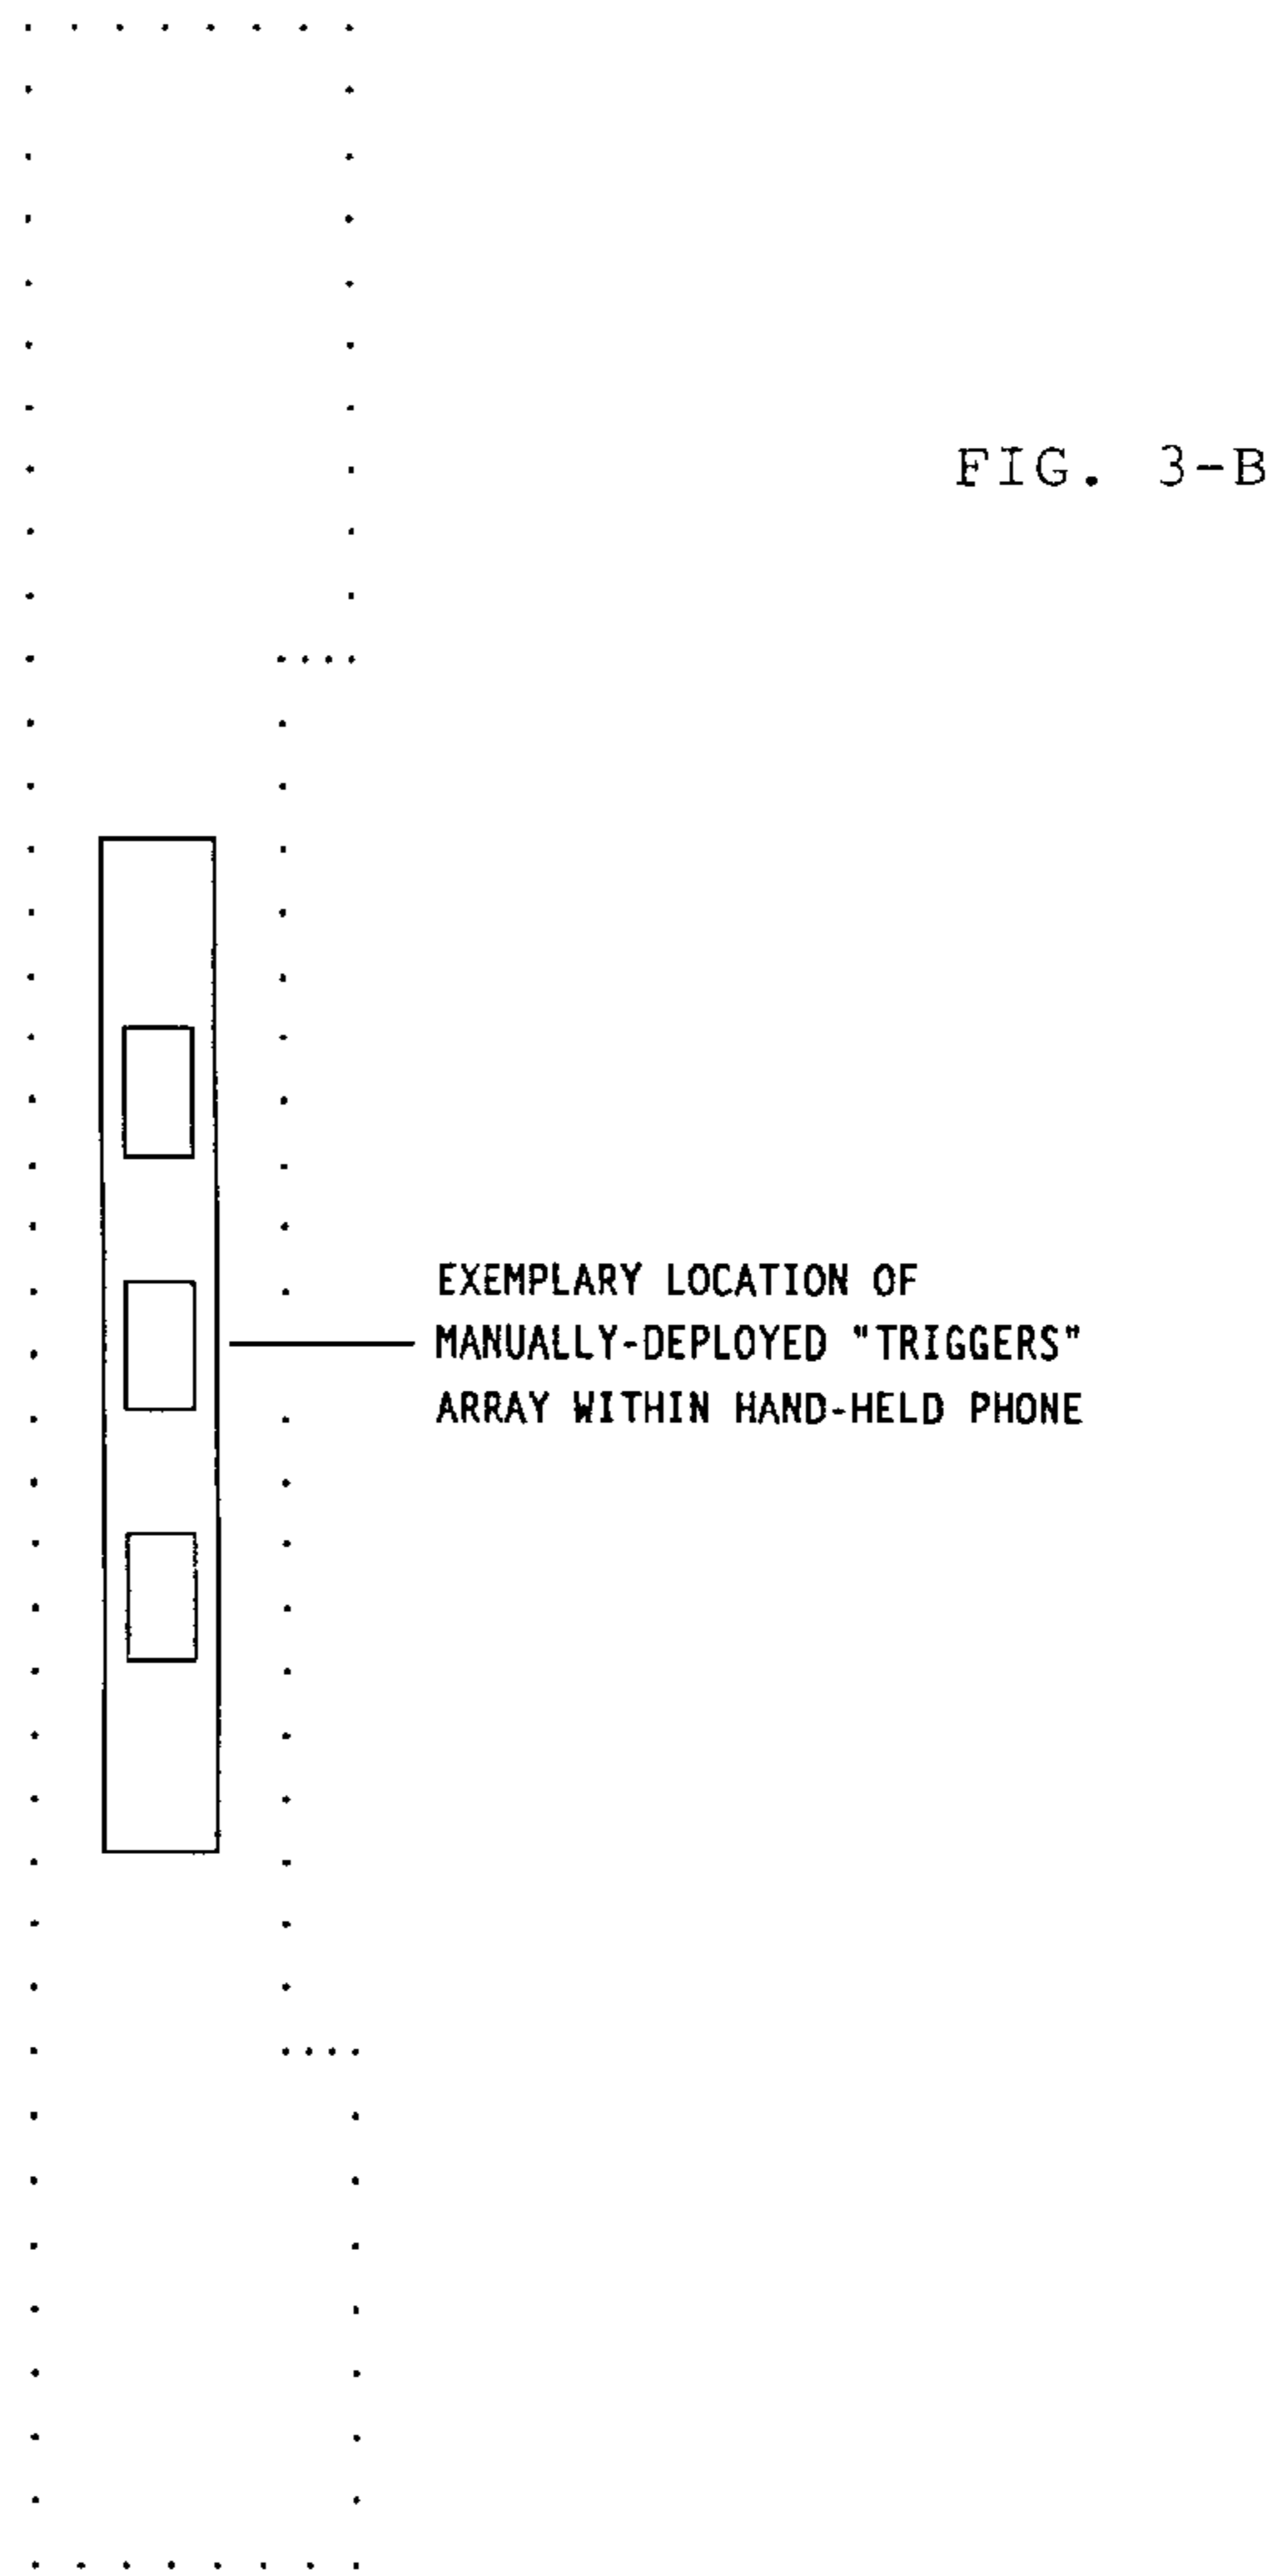 FIG. 3-B
EXEMPLARY LOCATION OF
MANUALLY-DEPLOYED "TRIGGERS"
ARRAY WITHIN HAND-HELD PHONE